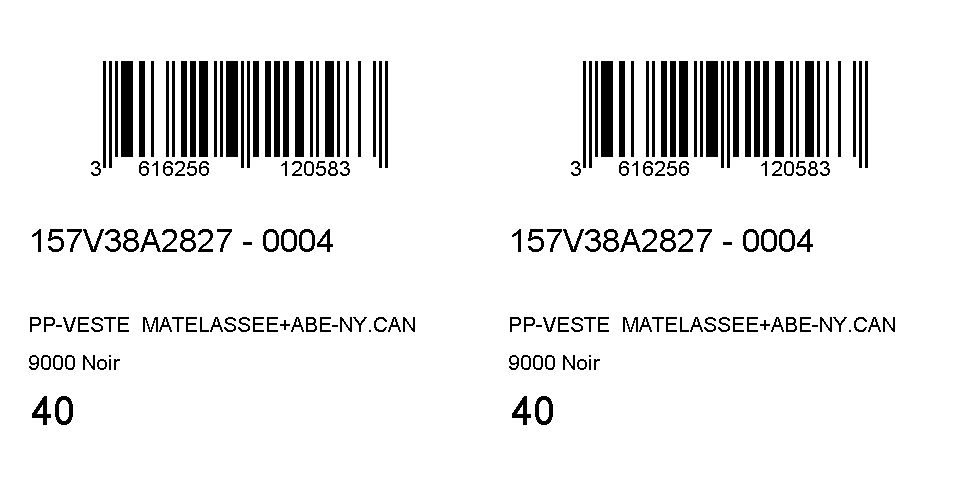 3 616256 120583
157V38A2827 - 0004
PP-VESTE  MATELASSEE+ABE-NY.CAN
9000 Noir
40
3 616256 120583
157V38A2827 - 0004
PP-VESTE  MATELASSEE+ABE-NY.CAN
9000 Noir
40